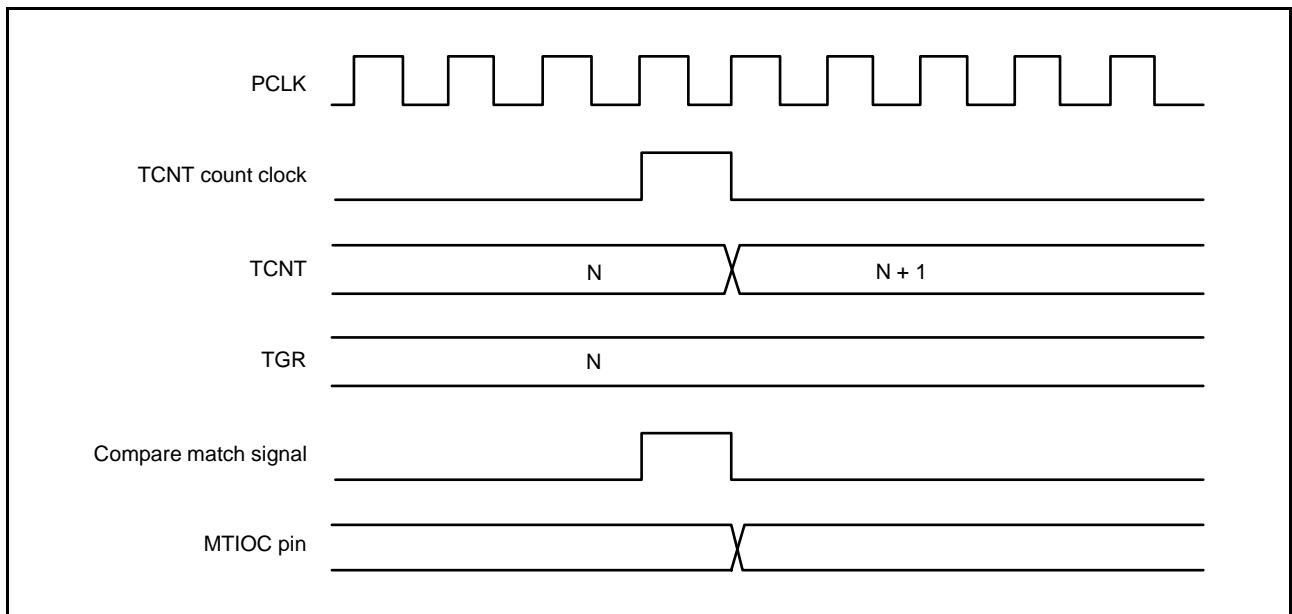 PCLK
TCNT count clock
TCNT
N
N + 1
TGR
N
Compare match signal
MTIOC pin